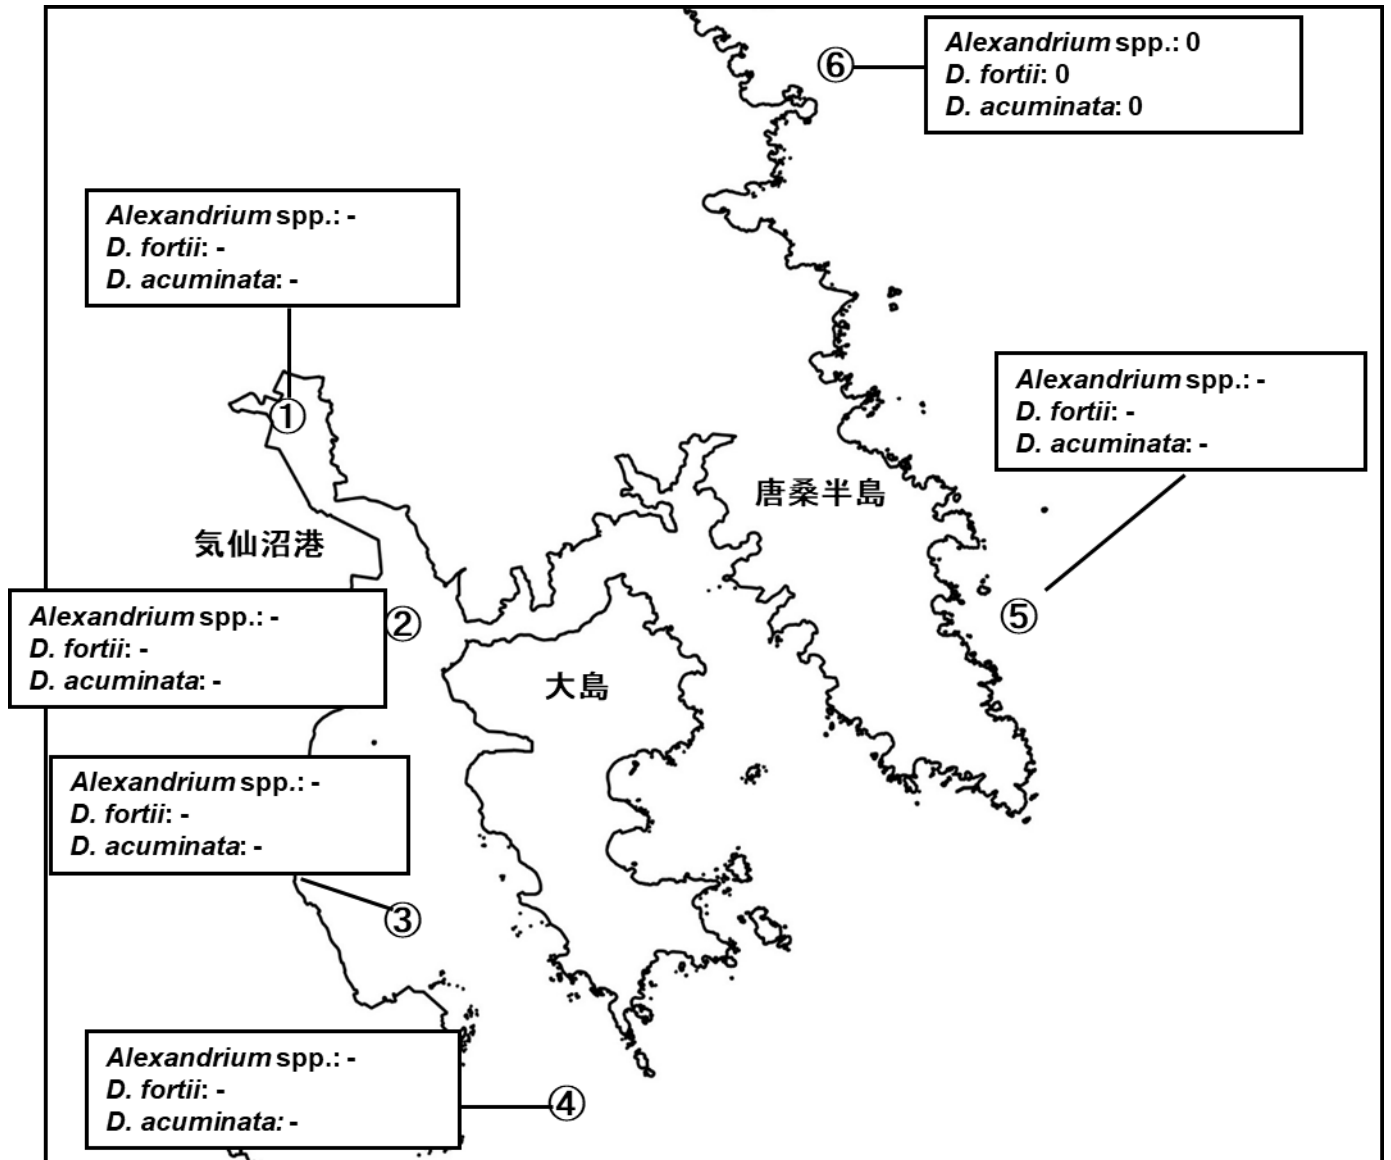 ⑥
Alexandrium spp.: 0
D. fortii: 0
D. acuminata: 0
Alexandrium spp.: -
D. fortii: -
D. acuminata: -
①
Alexandrium spp.: -
D. fortii: -
D. acuminata: -
唐桑半島
気仙沼港
Alexandrium spp.: -
D. fortii: -
D. acuminata: -
②
⑤
大島
Alexandrium spp.: -
D. fortii: -
D. acuminata: -
③
Alexandrium spp.: -
D. fortii: -
D. acuminata: -
④